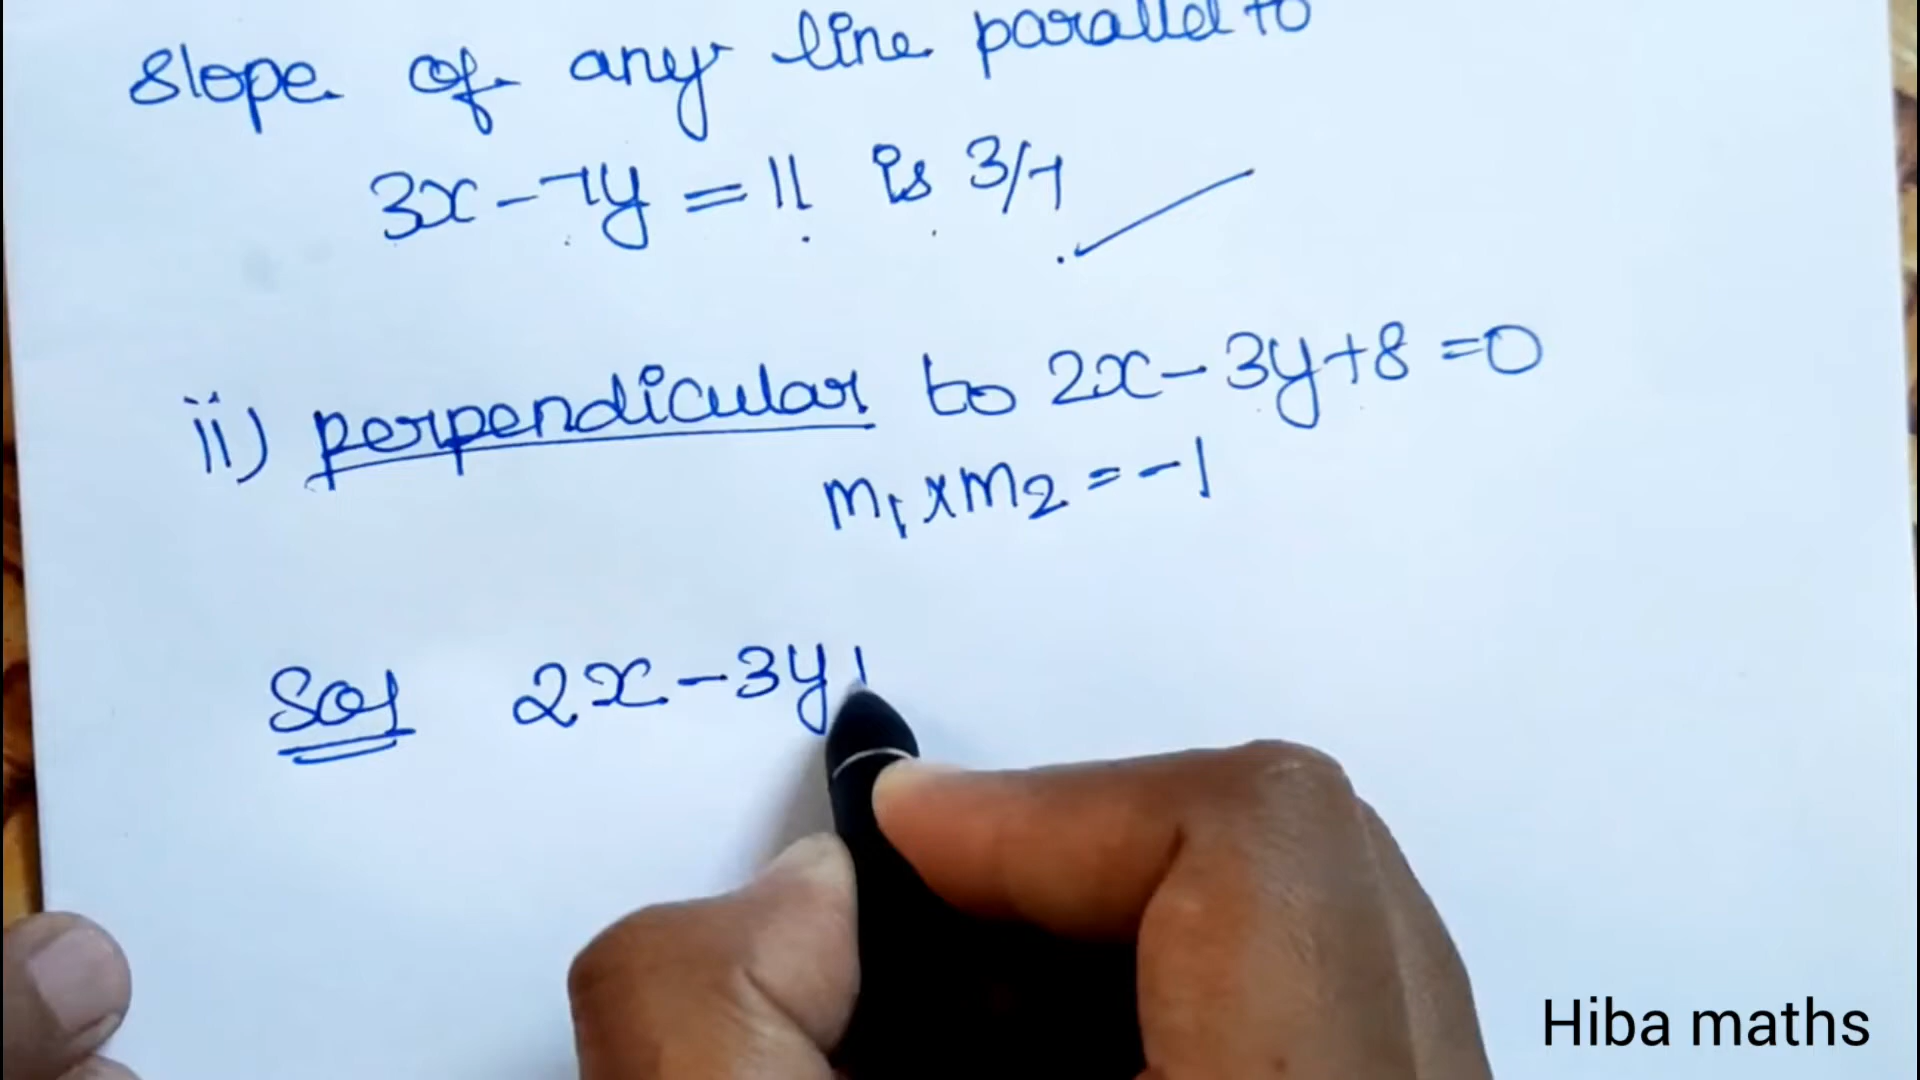 slope of any line parallel to
3x - 7y = 11 is 3/7
ii) perpendicular to 2x - 3y + 8 = 0
m₁ x m₂ = -1
Sol 2x - 3y
Hiba maths